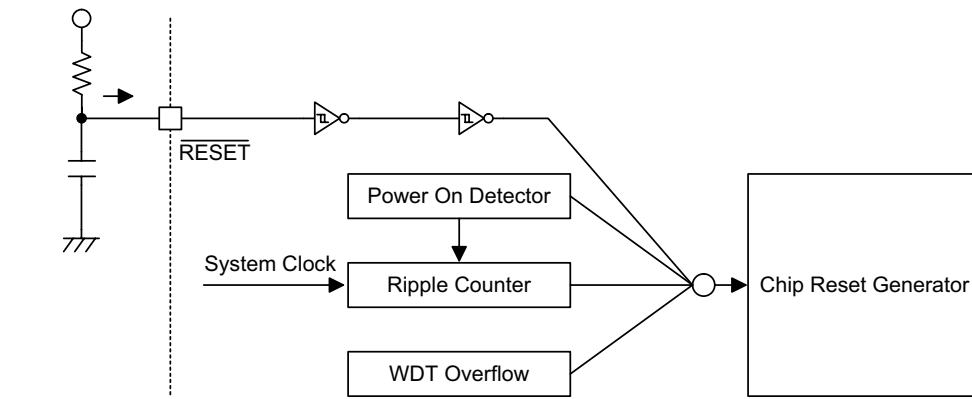 RESET
Power On Detector
System Clock
Ripple Counter
Chip Reset Generator
WDT Overflow